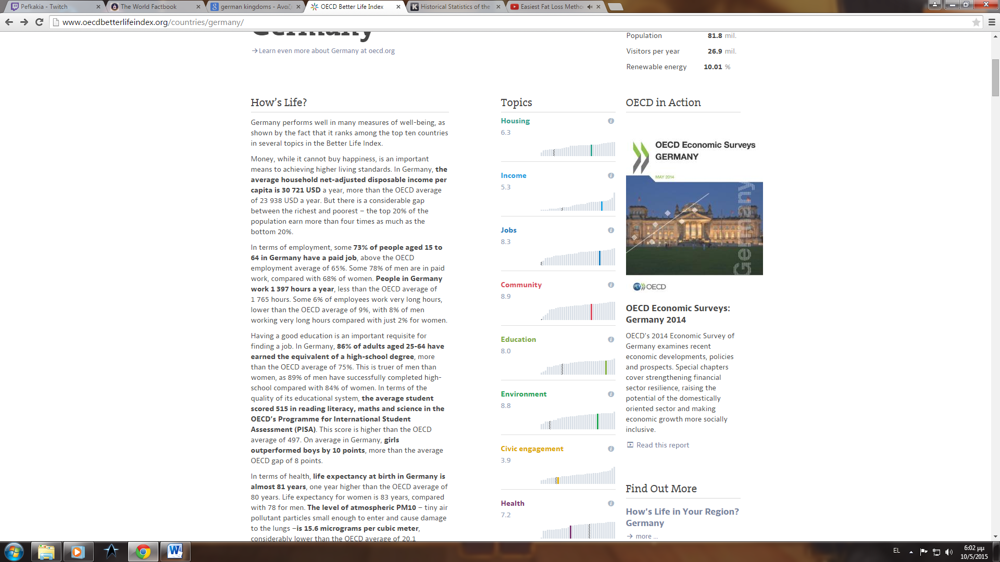 Pefkakia - Twitch
The World Factbook
german kingdoms - Αναζ
OECD Better Life Index
Historical Statistics of the
Easiest Fat Loss Metho
www.oecdbetterlifeindex.org/countries/germany/
Germany
Learn even more about Germany at oecd.org
Population 81.8 mil.
Visitors per year 26.9 mil.
Renewable energy 10.01 %
How's Life?
Germany performs well in many measures of well-being, as
shown by the fact that it ranks among the top ten countries
in several topics in the Better Life Index.
Money, while it cannot buy happiness, is an important
means to achieving higher living standards. In Germany, the
average household net-adjusted disposable income per
capita is 30 721 USD a year, more than the OECD average
of 23 938 USD a year. But there is a considerable gap
between the richest and poorest – the top 20% of the
population earn more than four times as much as the
bottom 20%.
In terms of employment, some 73% of people aged 15 to
64 in Germany have a paid job, above the OECD
employment average of 65%. Some 78% of men are in paid
work, compared with 68% of women. People in Germany
work 1 397 hours a year, less than the OECD average of
1 765 hours. Some 6% of employees work very long hours,
lower than the OECD average of 9%, with 8% of men
working very long hours compared with just 2% for women.
Having a good education is an important requisite for
finding a job. In Germany, 86% of adults aged 25-64 have
earned the equivalent of a high-school degree, more
than the OECD average of 75%. This is truer of men than
women, as 89% of men have successfully completed high-
school compared with 84% of women. In terms of the
quality of its educational system, the average student
scored 515 in reading literacy, maths and science in the
OECD's Programme for International Student
Assessment (PISA). This score is higher than the OECD
average of 497. On average in Germany, girls
outperformed boys by 10 points, more than the average
OECD gap of 8 points.
In terms of health, life expectancy at birth in Germany is
almost 81 years, one year higher than the OECD average of
80 years. Life expectancy for women is 83 years, compared
with 78 for men. The level of atmospheric PM10 – tiny air
pollutant particles small enough to enter and cause damage
to the lungs –is 15.6 micrograms per cubic meter,
considerably lower than the OECD average of 20.1
Topics
Housing
6.3
Income
5.3
Jobs
8.3
Community
8.9
Education
8.0
Environment
8.8
Civic engagement
3.9
Health
7.2
OECD in Action
OECD Economic Surveys
GERMANY
MAY 2014
Germany
OECD
OECD Economic Surveys:
Germany 2014
OECD's 2014 Economic Survey of
Germany examines recent
economic developments, policies
and prospects. Special chapters
cover strengthening financial
sector resilience, raising the
potential of the domestically
oriented sector and making
economic growth more socially
inclusive.
Read this report
Find Out More
How's Life in Your Region?
Germany
more ...
EL
6:02 μμ
10/5/2015